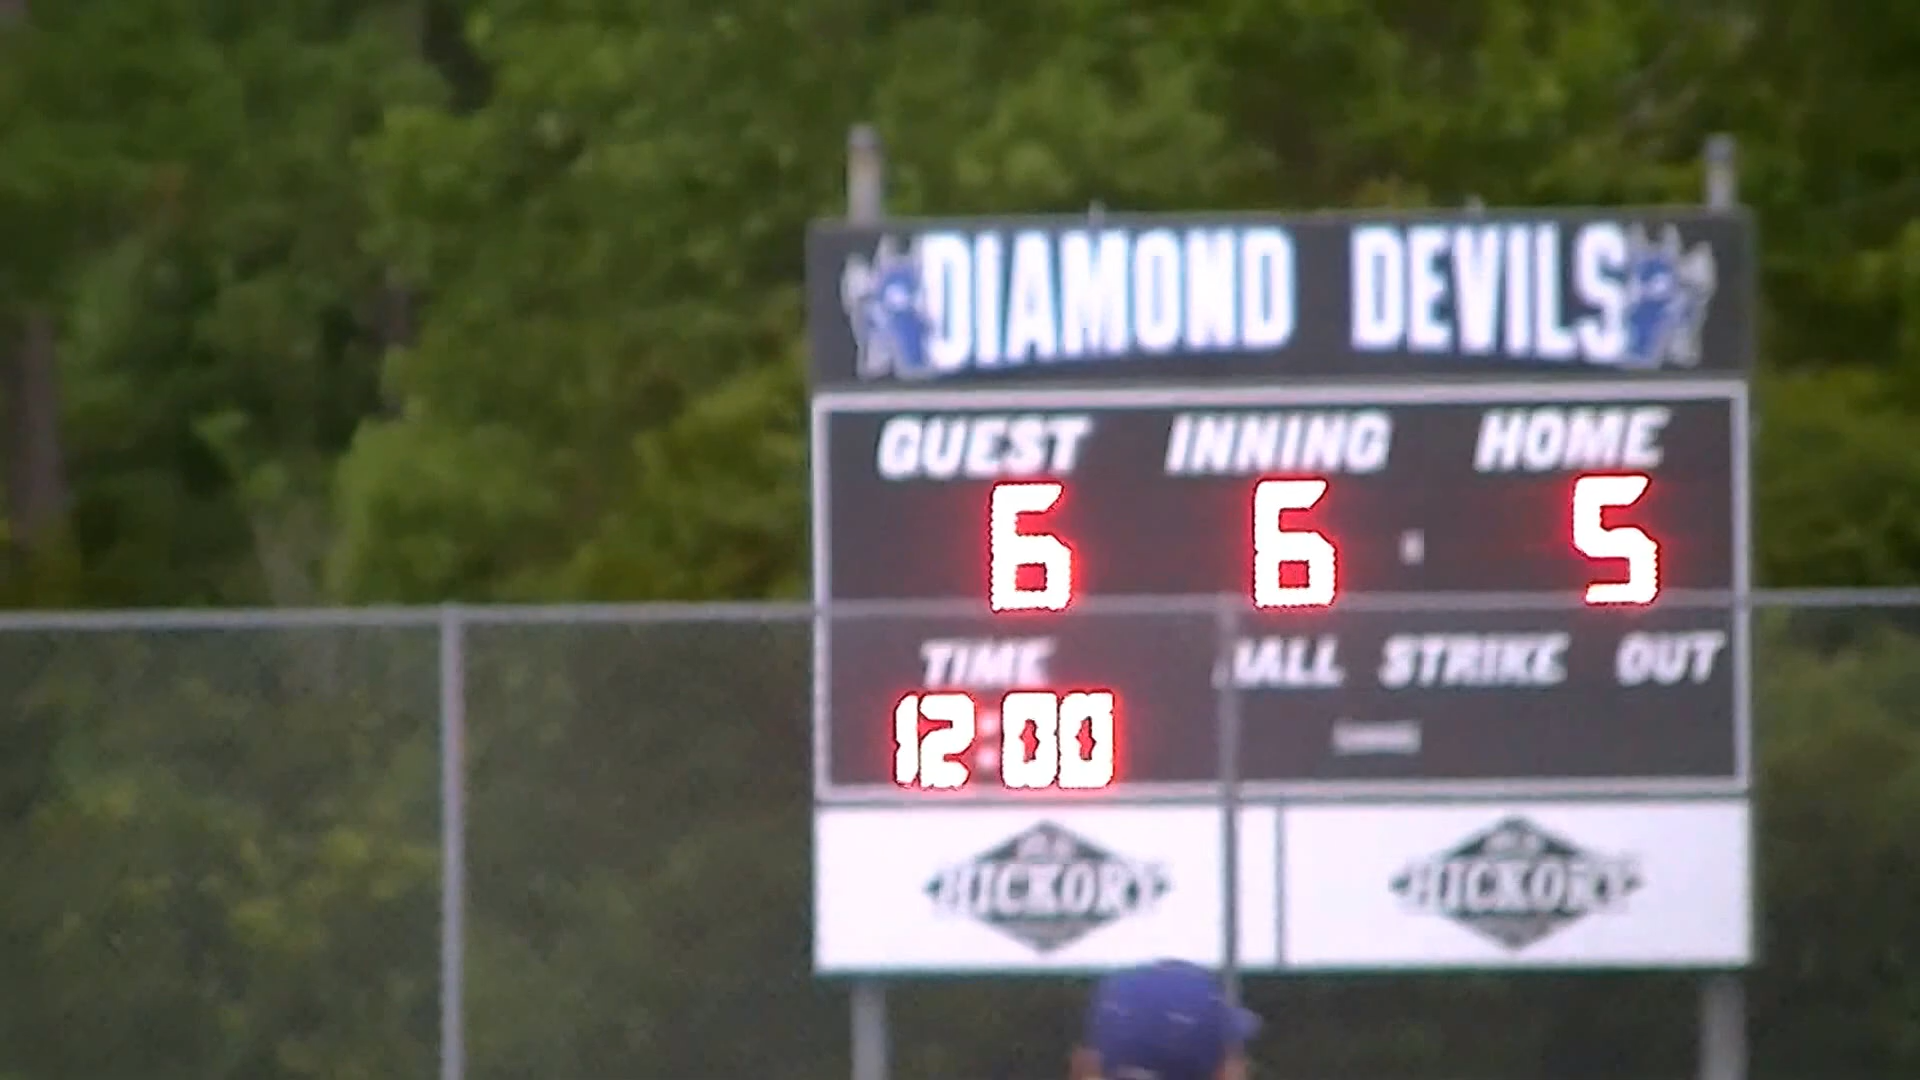 DIAMOND DEVILS
GUEST INNING HOME
6 6 5
TIME BALL STRIKE OUT
12:00
HICKORY HICKORY